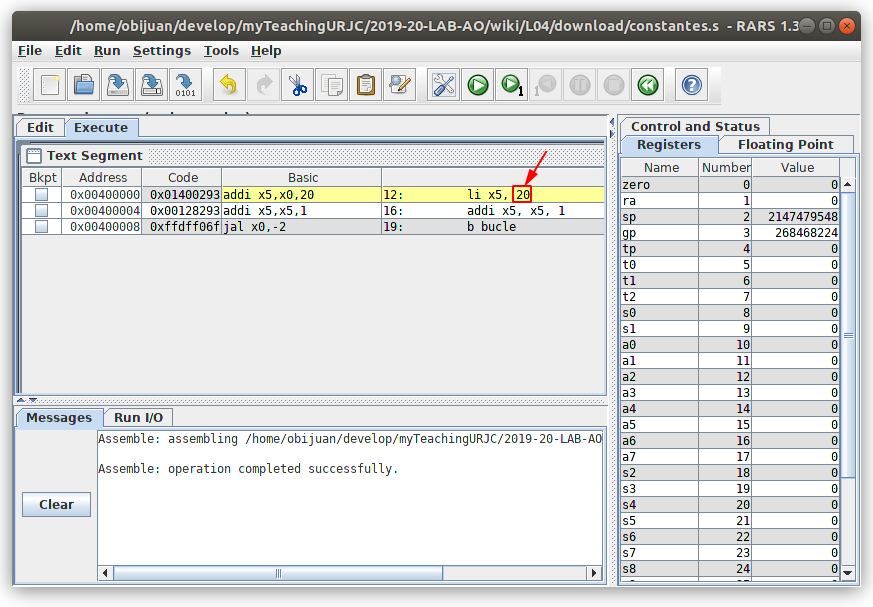 /home/obijuan/develop/myTeachingURJC/2019-20-LAB-AO/wiki/L04/download/constantes.s - RARS 1.3
File Edit Run Settings Tools Help
0101
1
1
Edit Execute
Text Segment
Bkpt Address Code Basic
0x00400000 0x01400293 addi x5,x0,20 12: li x5, 20
0x00400004 0x00128293 addi x5,x5,1 16: addi x5, x5, 1
0x00400008 0xffdff06f jal x0,-2 19: b bucle
Messages Run I/O
Assemble: assembling /home/obijuan/develop/myTeachingURJC/2019-20-LAB-AO
Assemble: operation completed successfully.
Clear
Control and Status
Registers Floating Point
Name Number Value
zero 0 0
ra 1 0
sp 2 2147479548
gp 3 268468224
tp 4 0
t0 5 0
t1 6 0
t2 7 0
s0 8 0
s1 9 0
a0 10 0
a1 11 0
a2 12 0
a3 13 0
a4 14 0
a5 15 0
a6 16 0
a7 17 0
s2 18 0
s3 19 0
s4 20 0
s5 21 0
s6 22 0
s7 23 0
s8 24 0